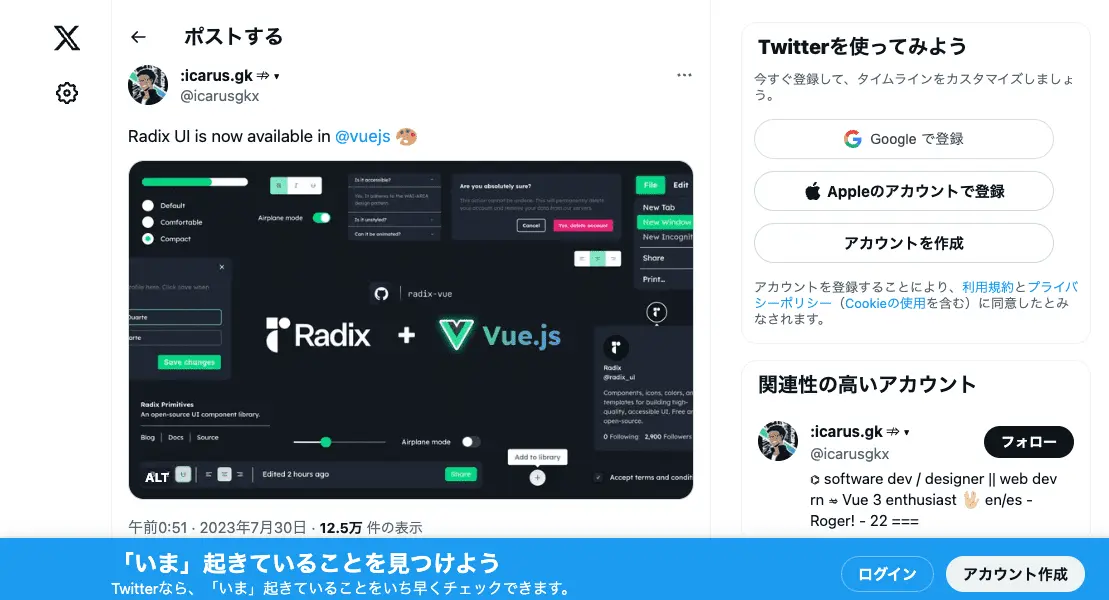 ポストする
:icarus.gk
@icarusgkx
Radix UI is now available in @vuejs 🎨
Default
Comfortable
Compact
B I U
Airplane mode
Is it accessible?
Yes. It adheres to the WAI-ARIA
design pattern.
Is it unstyled?
Can it be animated?
Are you absolutely sure?
This action cannot be undone. This will permanently delete
your account and remove your data from our servers.
Cancel
Yes, delete account
File
Edit
New Tab
New Window
New Incognit
Share
Print...
rofile here. Click save when
Duarte
arte
Save changes
radix-vue
Radix + Vue.js
Radix
@radix_ui
Components, icons, colors, an
templates for building high-
quality, accessible UI. Free an
open-source.
0 Following 2,900 Followers
Radix Primitives
An open-source UI component library.
Blog | Docs | Source
Airplane mode
Add to library
ALT
Edited 2 hours ago
Share
Accept terms and condit
午前0:51 · 2023年7月30日 · 12.5万 件の表示
Twitterを使ってみよう
今すぐ登録して、タイムラインをカスタマイズしましょ
う。
Google で登録
Appleのアカウントで登録
アカウントを作成
アカウントを登録することにより、利用規約とプライバ
シーポリシー（Cookieの使用を含む）に同意したとみ
なされます。
関連性の高いアカウント
:icarus.gk
@icarusgkx
フォロー
software dev / designer || web dev
rn ⇝ Vue 3 enthusiast 🖖🏼 en/es -
Roger! - 22 ===
「いま」起きていることを見つけよう
Twitterなら、「いま」起きていることをいち早くチェックできます。
ログイン
アカウント作成